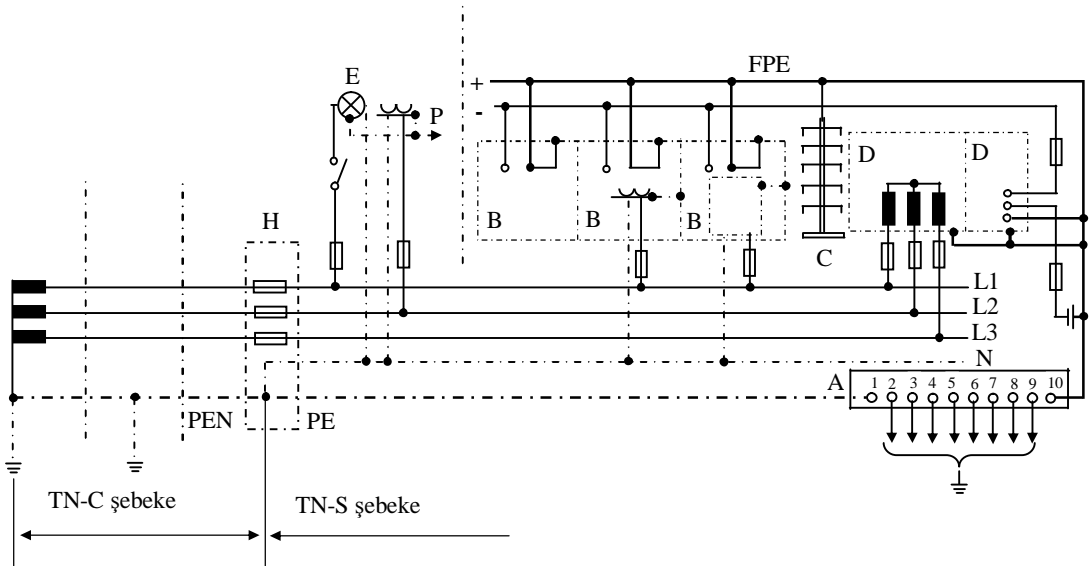 FPE
E
+
P
-
D D
H
B B B
C
L1
L2
L3
N
A 1 2 3 4 5 6 7 8 9 10
PEN PE
TN-C şebeke TN-S şebeke